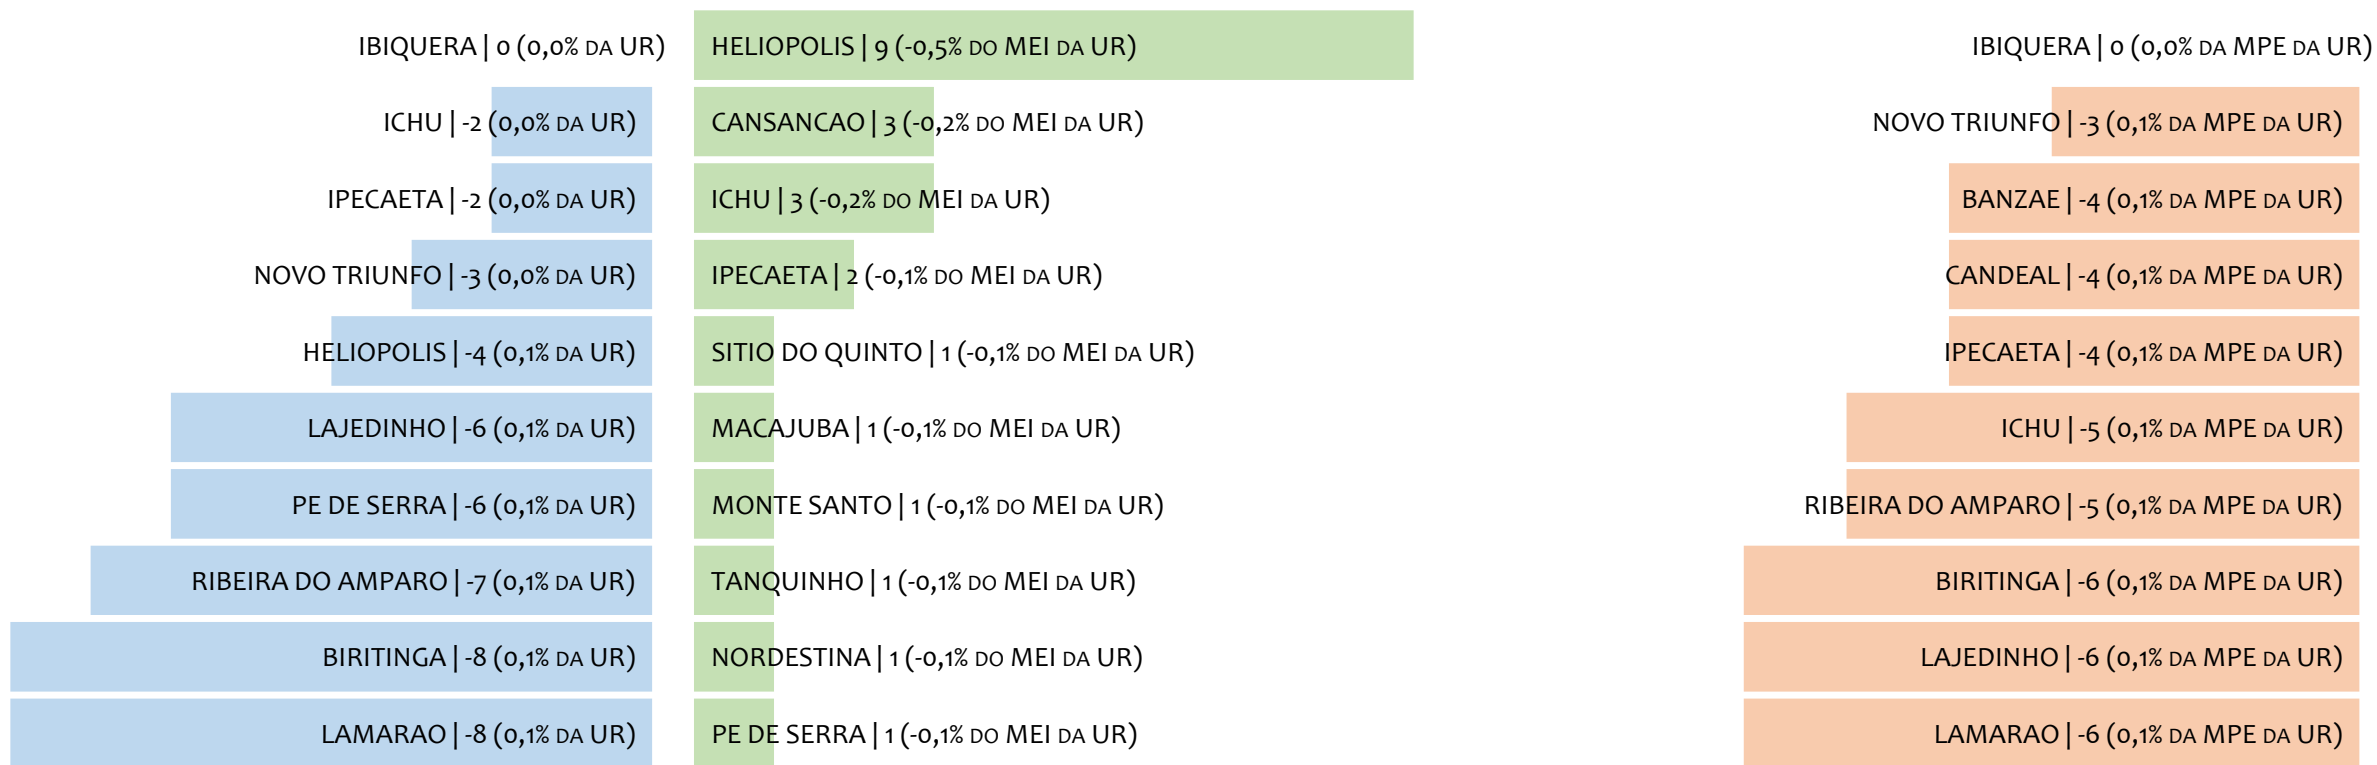 IBIQUERA | 0 (0,0% DA UR)
ICHU | -2 (0,0% DA UR)
IPECAETA | -2 (0,0% DA UR)
NOVO TRIUNFO | -3 (0,0% DA UR)
HELIOPOLIS | -4 (0,1% DA UR)
LAJEDINHO | -6 (0,1% DA UR)
PE DE SERRA | -6 (0,1% DA UR)
RIBEIRA DO AMPARO | -7 (0,1% DA UR)
BIRITINGA | -8 (0,1% DA UR)
LAMARAO | -8 (0,1% DA UR)
HELIOPOLIS | 9 (-0,5% DO MEI DA UR)
CANSANCAO | 3 (-0,2% DO MEI DA UR)
ICHU | 3 (-0,2% DO MEI DA UR)
IPECAETA | 2 (-0,1% DO MEI DA UR)
SITIO DO QUINTO | 1 (-0,1% DO MEI DA UR)
MACAJUBA | 1 (-0,1% DO MEI DA UR)
MONTE SANTO | 1 (-0,1% DO MEI DA UR)
TANQUINHO | 1 (-0,1% DO MEI DA UR)
NORDESTINA | 1 (-0,1% DO MEI DA UR)
PE DE SERRA | 1 (-0,1% DO MEI DA UR)
IBIQUERA | 0 (0,0% DA MPE DA UR)
NOVO TRIUNFO | -3 (0,1% DA MPE DA UR)
BANZAE | -4 (0,1% DA MPE DA UR)
CANDEAL | -4 (0,1% DA MPE DA UR)
IPECAETA | -4 (0,1% DA MPE DA UR)
ICHU | -5 (0,1% DA MPE DA UR)
RIBEIRA DO AMPARO | -5 (0,1% DA MPE DA UR)
BIRITINGA | -6 (0,1% DA MPE DA UR)
LAJEDINHO | -6 (0,1% DA MPE DA UR)
LAMARAO | -6 (0,1% DA MPE DA UR)